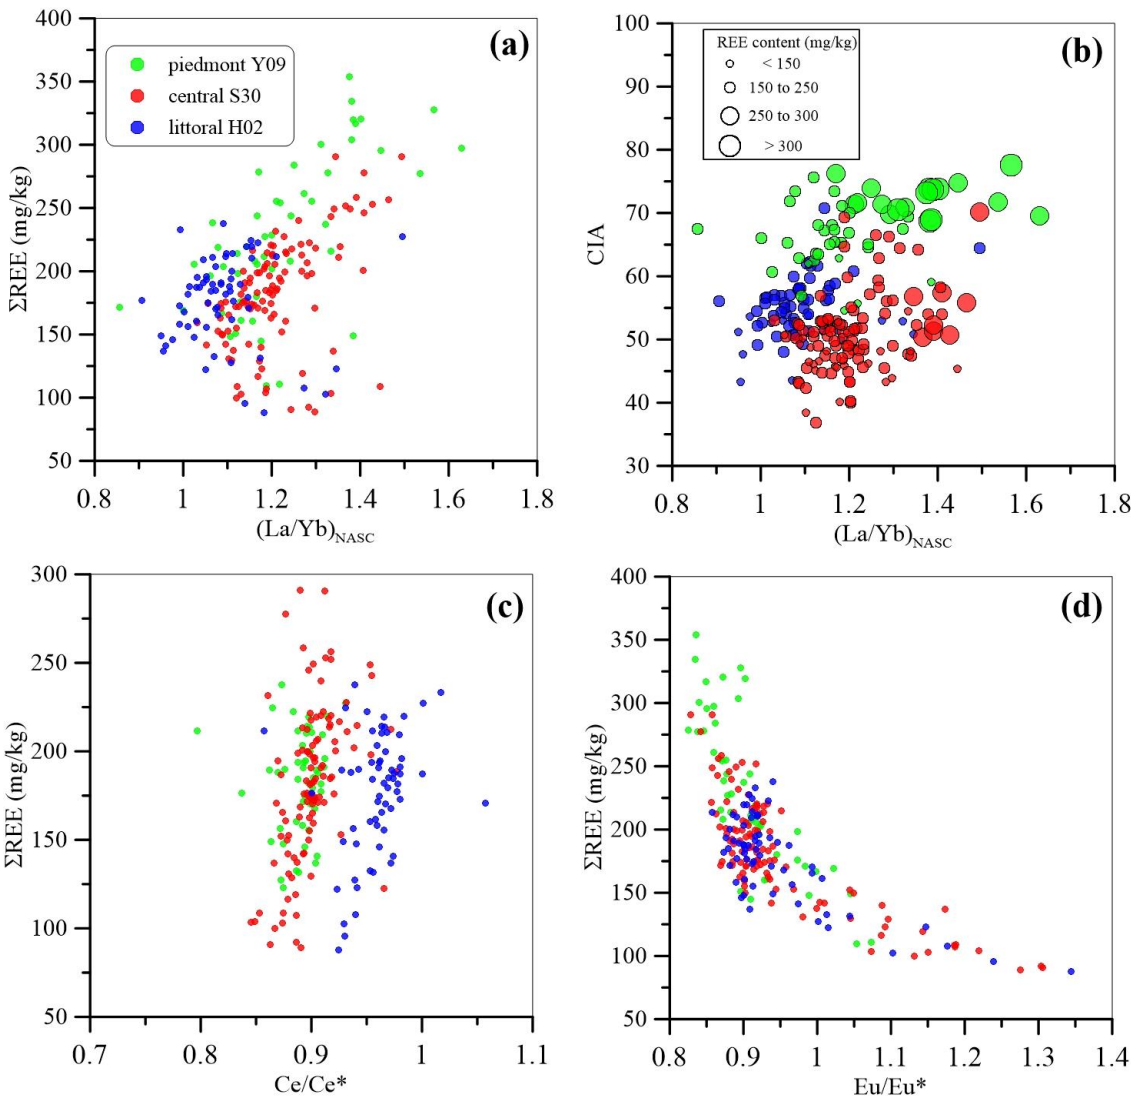 (a)
piedmont Y09
central S30
littoral H02
400
350
300
250
200
150
100
50
ΣREE (mg/kg)
0.8 1 1.2 1.4 1.6 1.8
(La/Yb)NASC
(b)
REE content (mg/kg)
< 150
150 to 250
250 to 300
> 300
100
90
80
70
60
50
40
30
CIA
0.8 1 1.2 1.4 1.6 1.8
(La/Yb)NASC
(c)
300
250
200
150
100
50
ΣREE (mg/kg)
0.7 0.8 0.9 1 1.1
Ce/Ce*
(d)
400
350
300
250
200
150
100
50
ΣREE (mg/kg)
0.8 0.9 1 1.1 1.2 1.3 1.4
Eu/Eu*